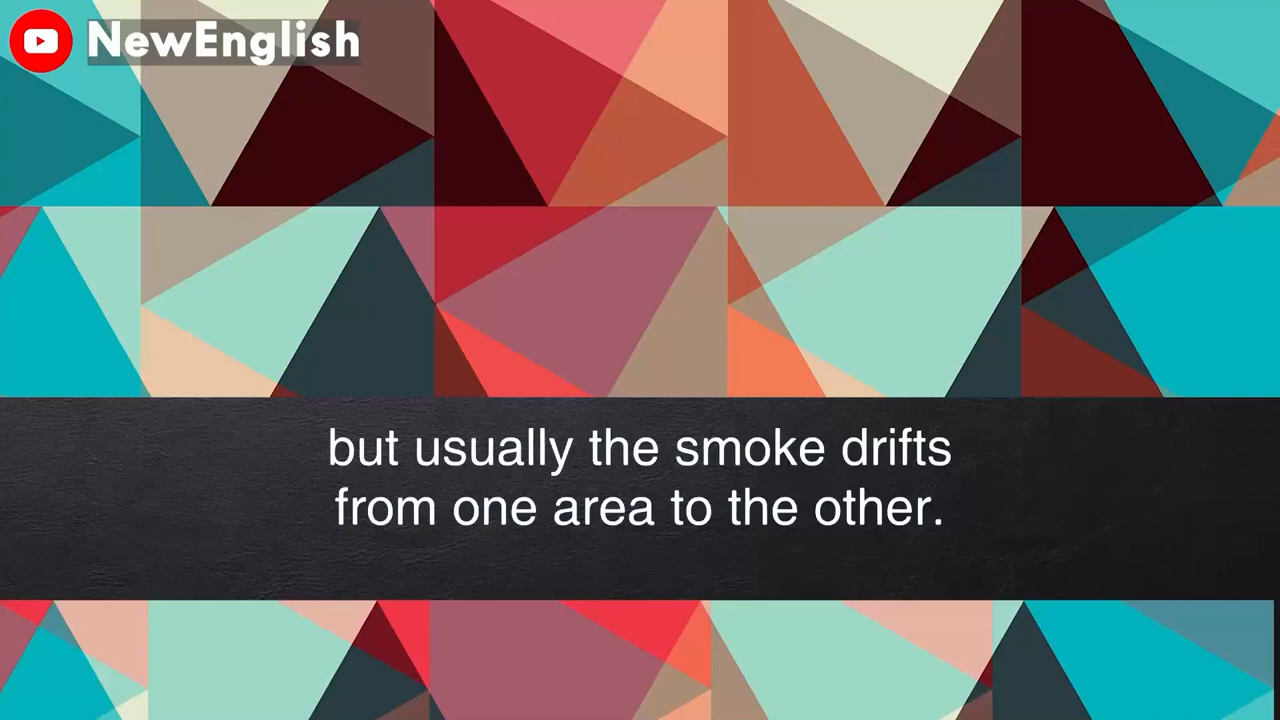 NewEnglish
but usually the smoke drifts
from one area to the other.